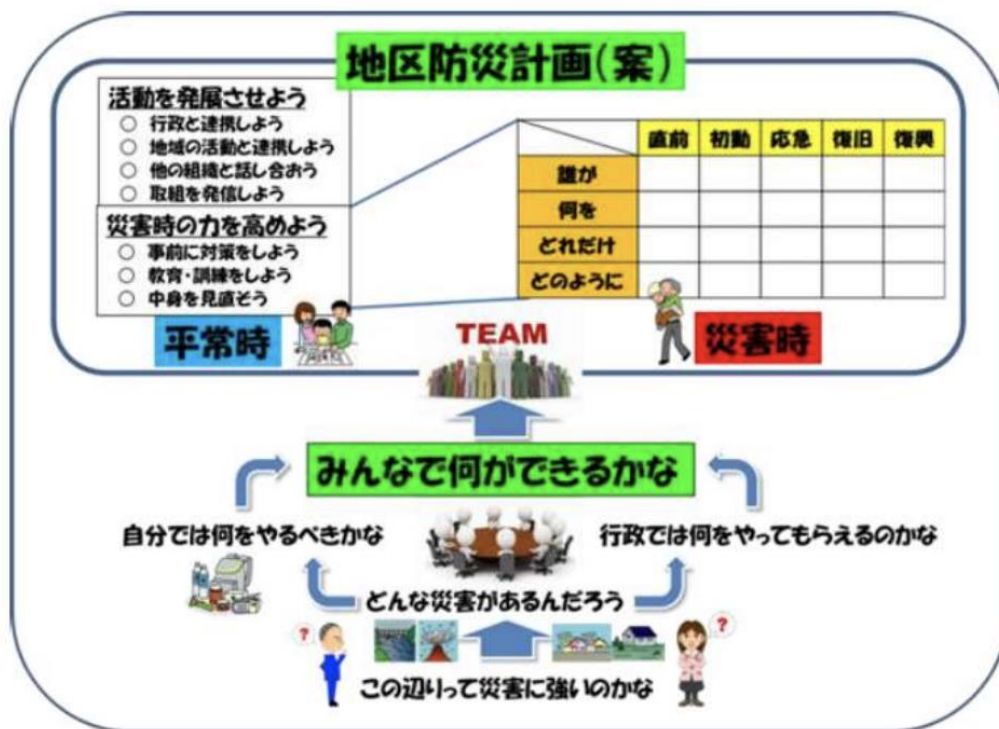 地区防災計画(案)
活動を発展させよう
○ 行政と連携しよう
○ 地域の活動と連携しよう
○ 他の組織と話し合おう
○ 取組を発信しよう
災害時の力を高めよう
○ 事前に対策をしよう
○ 教育・訓練をしよう
○ 中身を見直そう
平常時
直前 初動 応急 復旧 復興
誰が
何を
どれだけ
どのように
災害時
TEAM
みんなで何ができるかな
自分では何をやるべきかな
行政では何をやってもらえるのかな
どんな災害があるんだろう
?
?
この辺りって災害に強いのかな